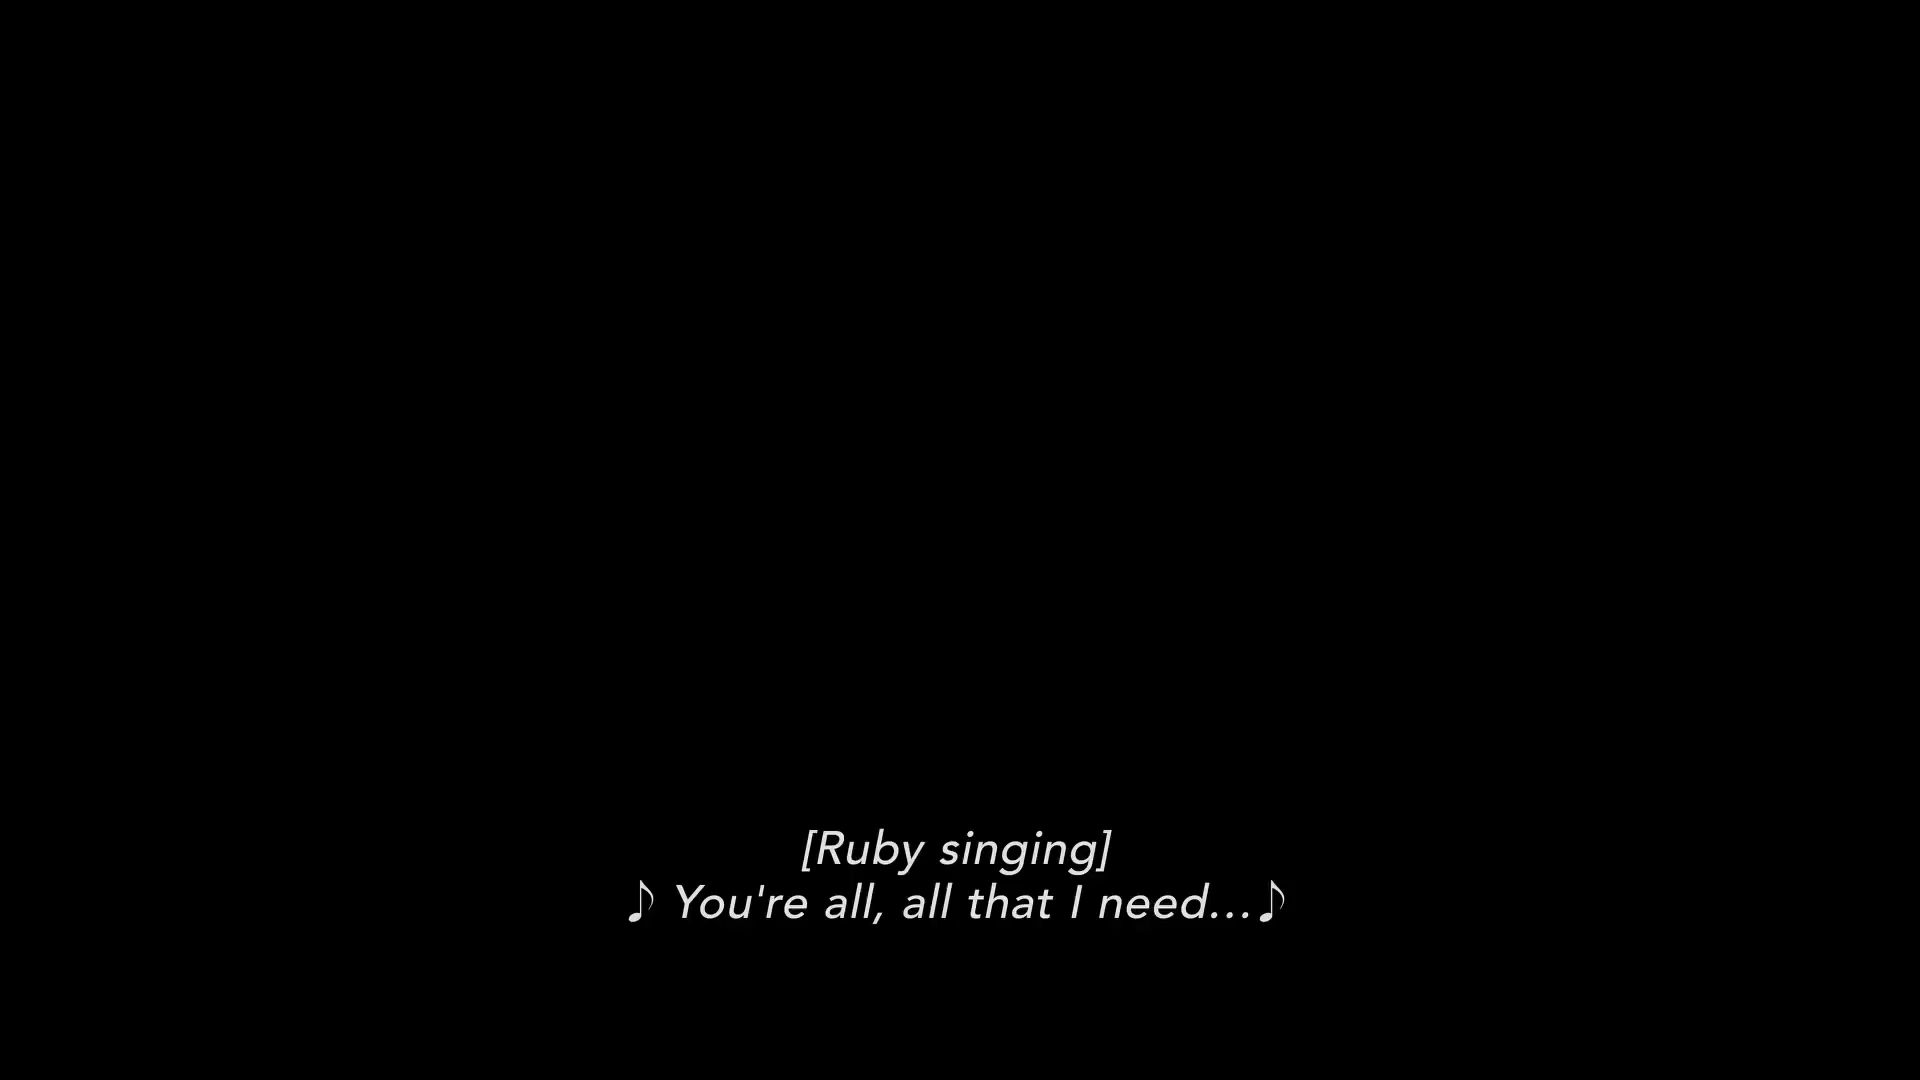 [Ruby singing]
♪ You're all, all that I need...♪